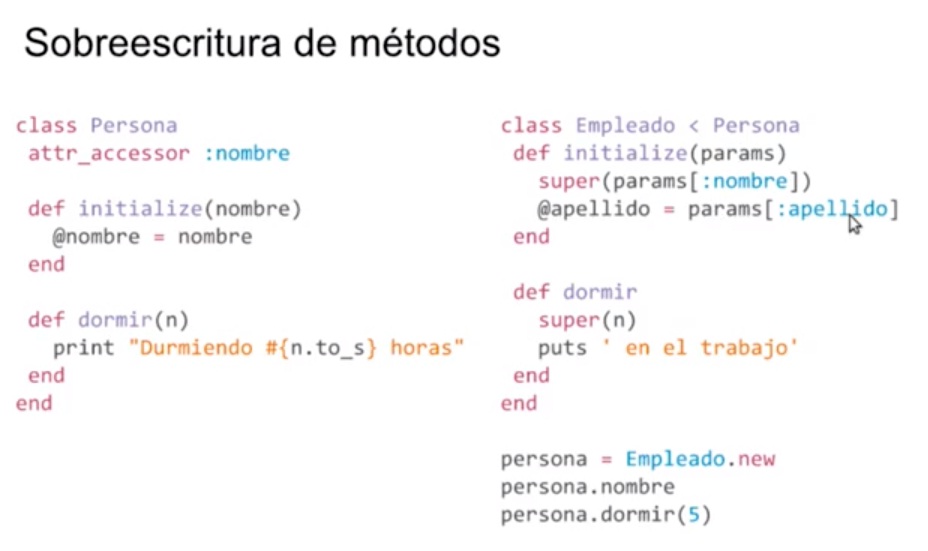 Sobreescritura de métodos
class Persona
attr_accessor :nombre
def initialize(nombre)
@nombre = nombre
end
def dormir(n)
print "Durmiendo #{n.to_s} horas"
end
end
class Empleado < Persona
def initialize(params)
super(params[:nombre])
@apellido = params[:apellido]
end
def dormir
super(n)
puts ' en el trabajo'
end
end
persona = Empleado.new
persona.nombre
persona.dormir(5)